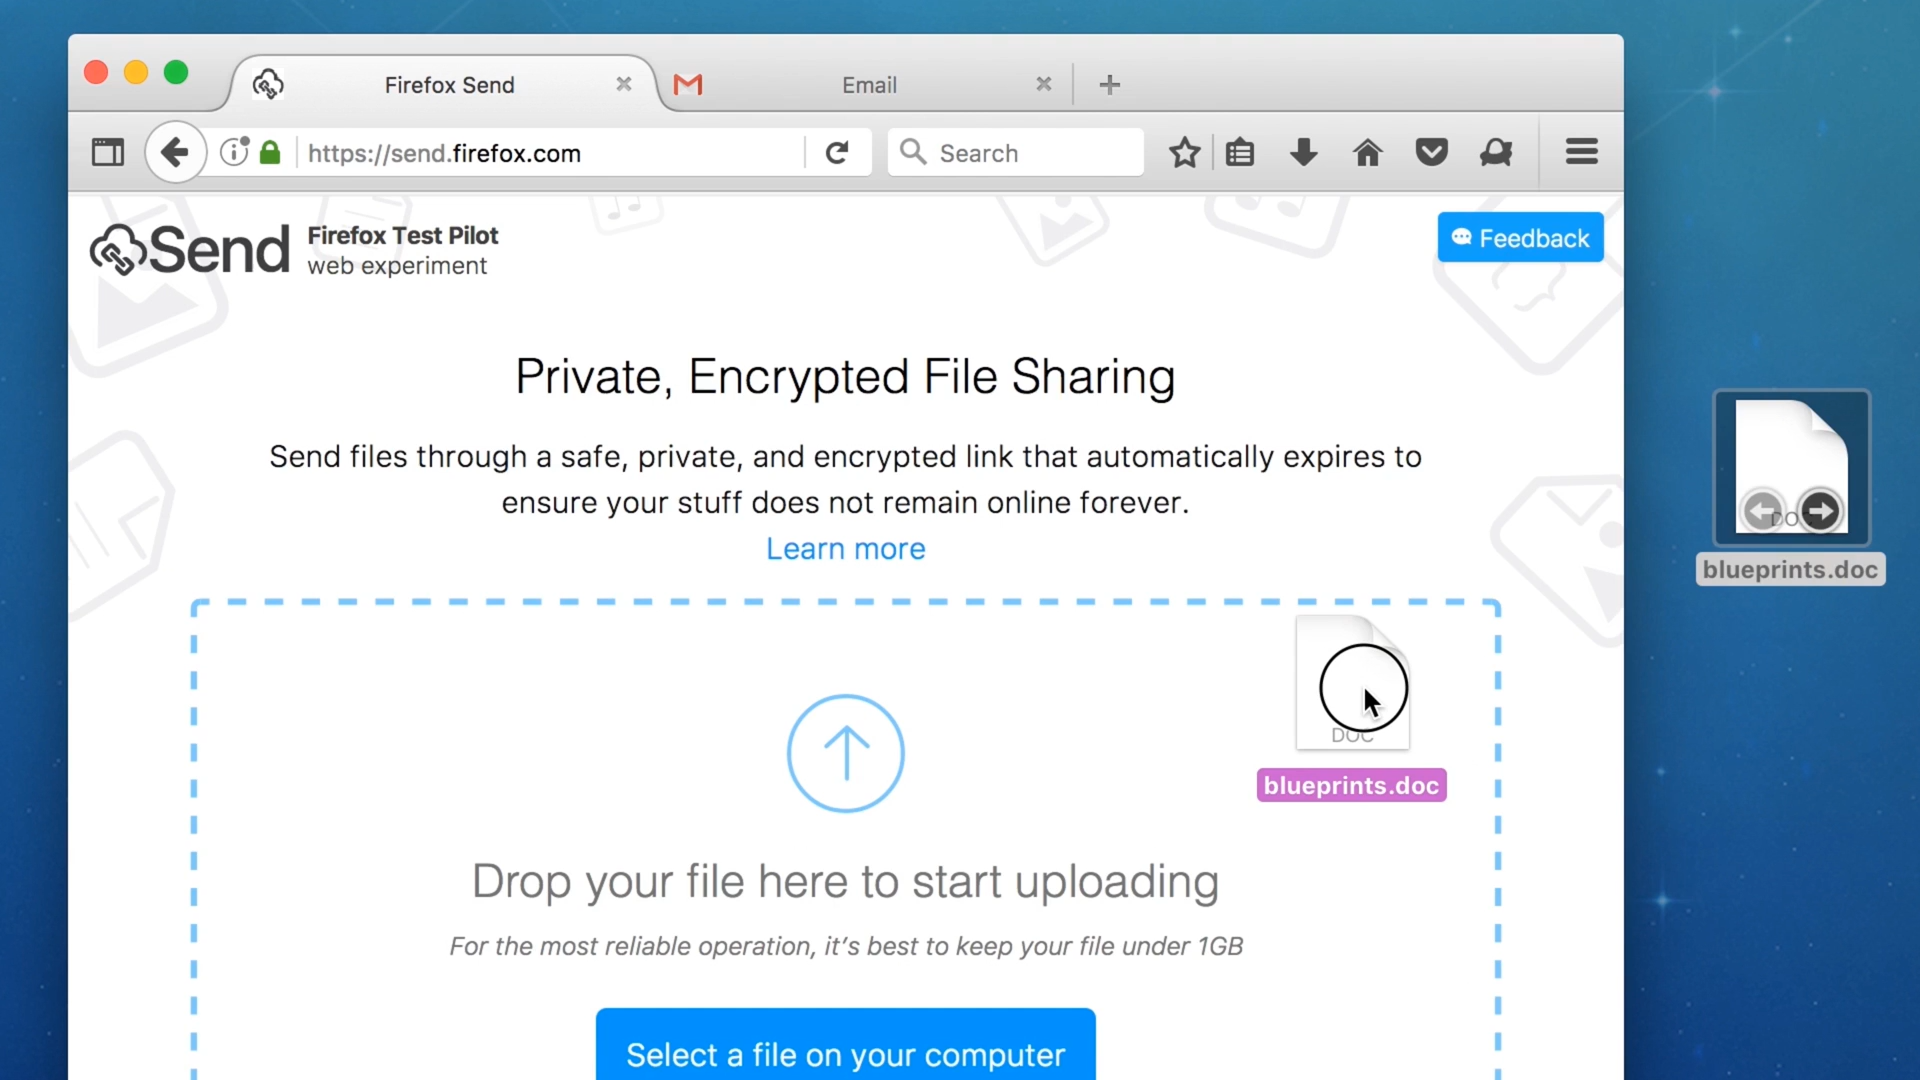 Firefox Send
Email
https://send.firefox.com
Search
Send
Firefox Test Pilot
web experiment
Feedback
Private, Encrypted File Sharing
Send files through a safe, private, and encrypted link that automatically expires to
ensure your stuff does not remain online forever.
Learn more
blueprints.doc
DOC
blueprints.doc
Drop your file here to start uploading
For the most reliable operation, it’s best to keep your file under 1GB
Select a file on your computer